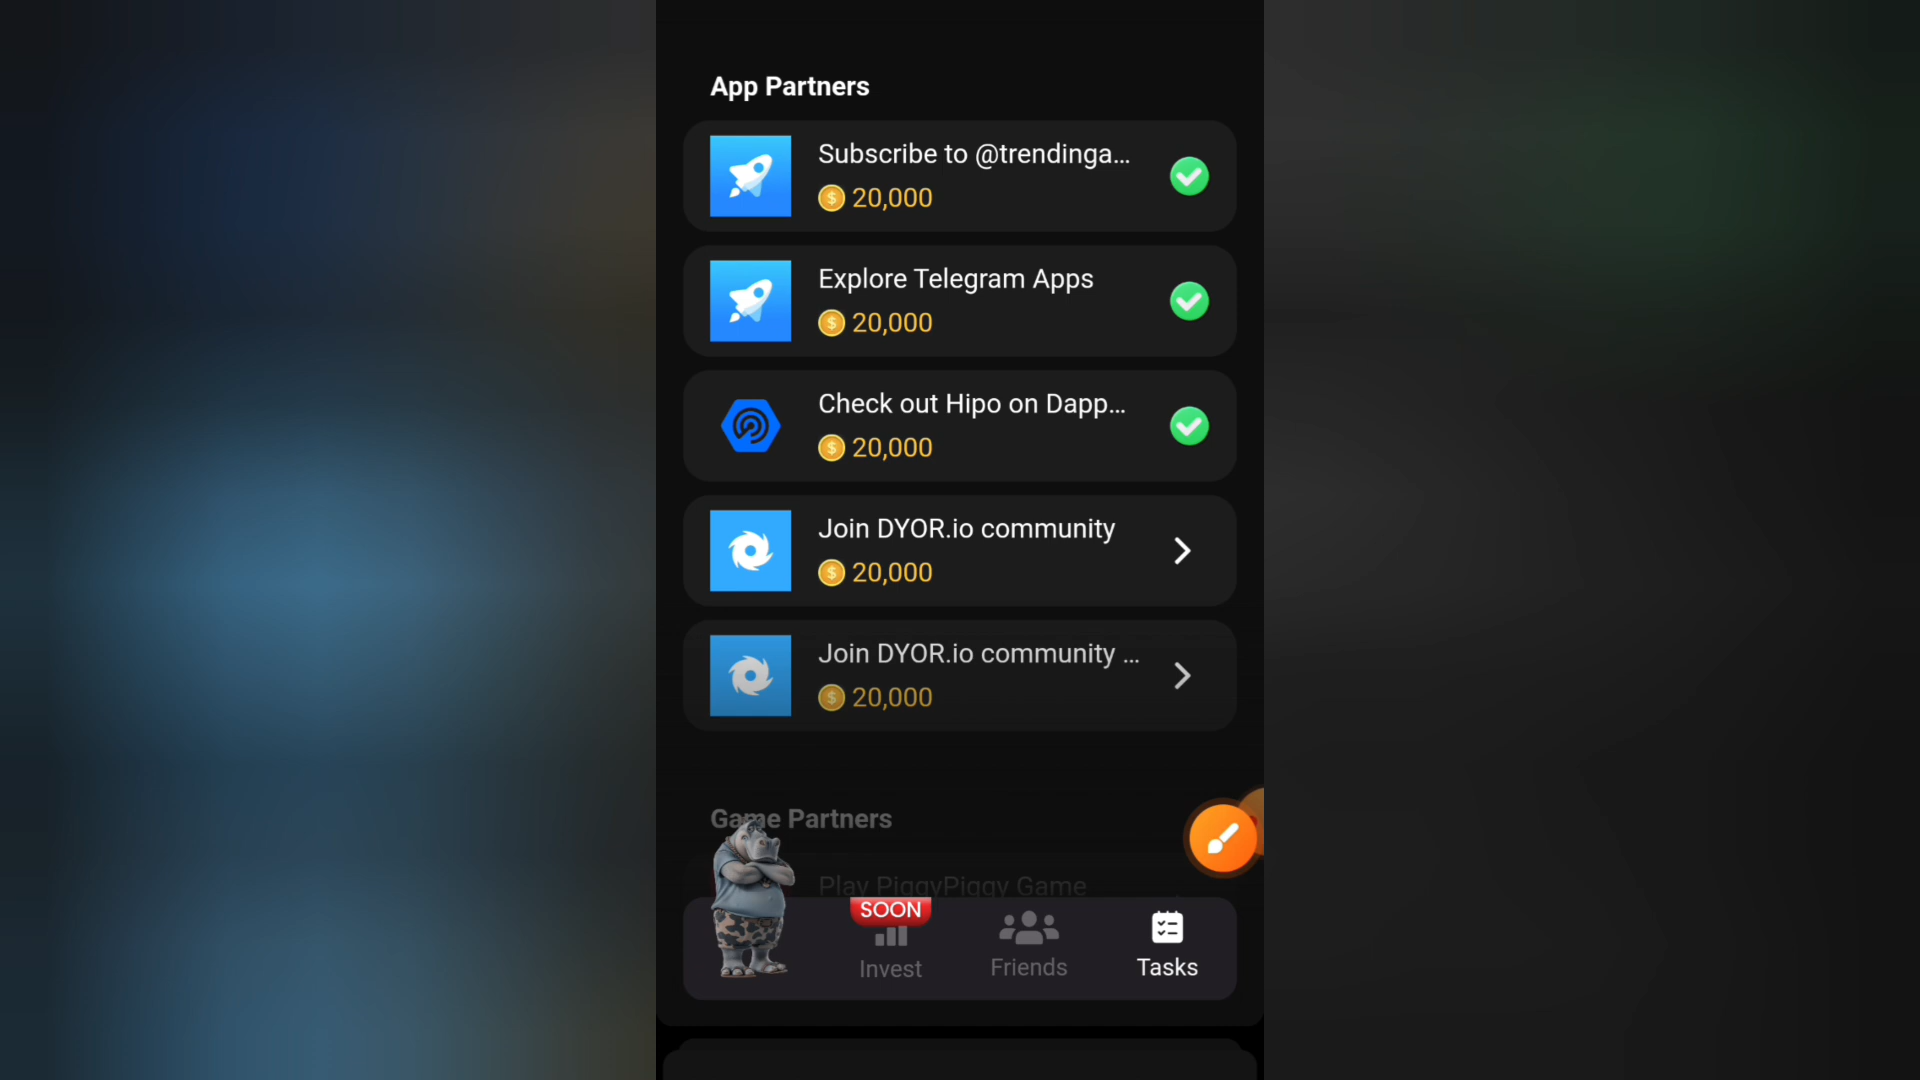 App Partners
Subscribe to @trendinga...
20,000
Explore Telegram Apps
20,000
Check out Hipo on Dapp...
20,000
Join DYOR.io community
20,000
Join DYOR.io community ...
20,000
Game Partners
Play PiggyPiggy Game
SOON
Invest
Friends
Tasks